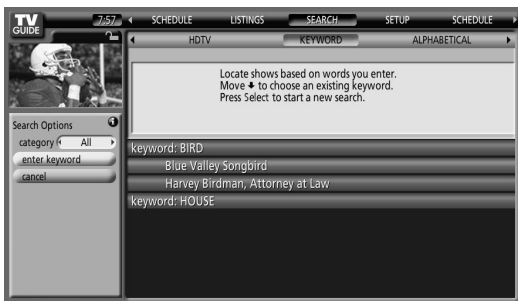 TV GUIDE
7:57
SCHEDULE LISTINGS SEARCH SETUP SCHEDULE
HDTV KEYWORD ALPHABETICAL
Locate shows based on words you enter.
Move to choose an existing keyword.
Press Select to start a new search.
Search Options
category All
enter keyword
cancel
keyword: BIRD
Blue Valley Songbird
Harvey Birdman, Attorney at Law
keyword: HOUSE